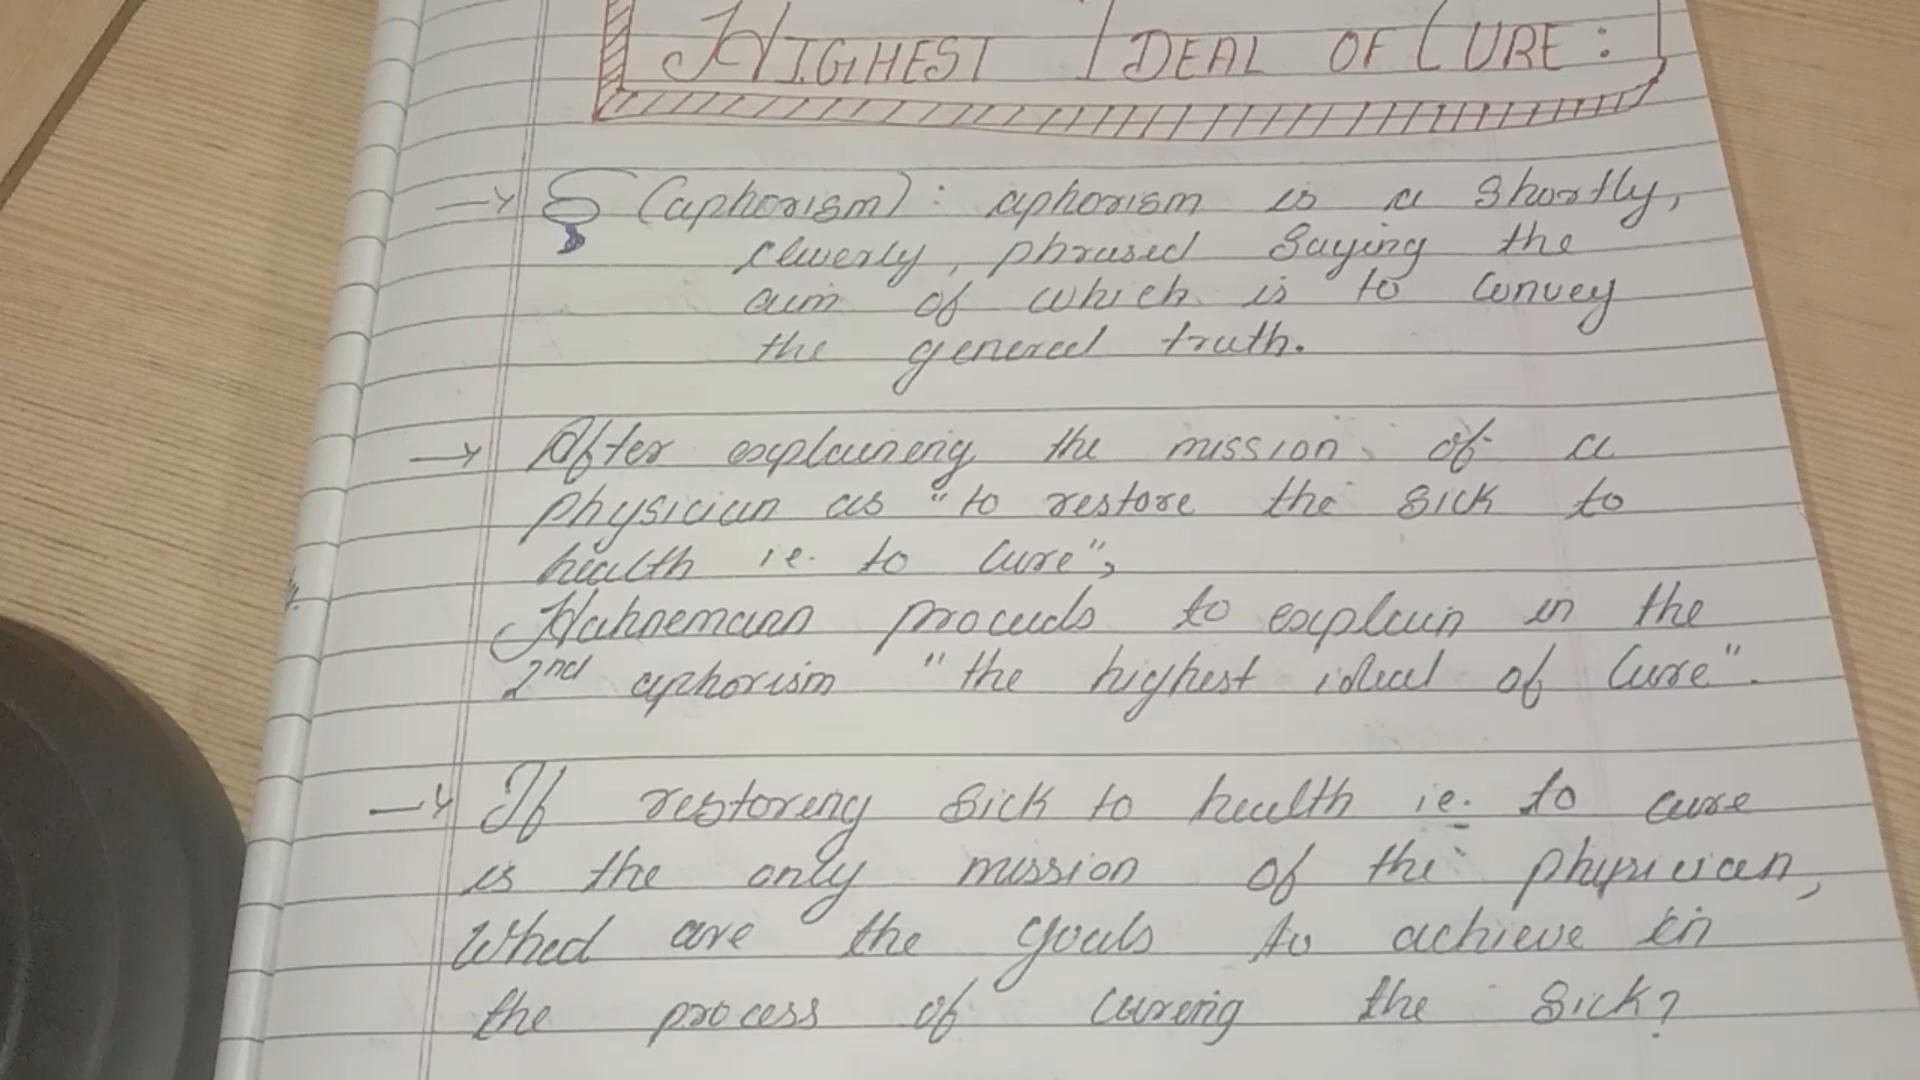 HIGHEST IDEAL OF CURE:
→ § (aphorism): aphorism is a shortly,
cleverly, phrased saying the
aim of which is to convey
the general truth.
→ After explaining the mission of a
physician as "to restore the sick to
health ie. to cure",
Hahnemann proceeds to explain in the
2nd aphorism "the highest ideal of cure".
→ If restoring sick to health ie. to cure
is the only mission of the physician,
What are the goals to achieve in
the process of curing the sick?